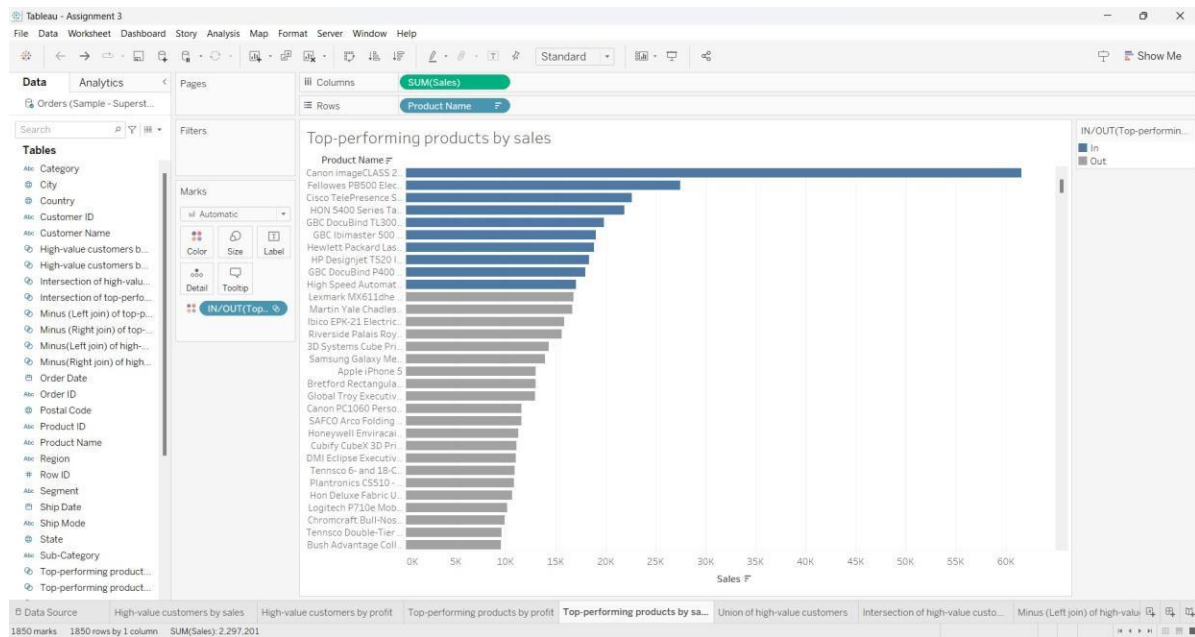 Tableau - Assignment 3
File Data Worksheet Dashboard Story Analysis Map Format Server Window Help
Standard
Show Me
Data
Analytics
Orders (Sample - Superst...
Search
Tables
Abc Category
City
Country
Abc Customer ID
Abc Customer Name
High-value customers b...
High-value customers b...
Intersection of high-valu...
Intersection of top-perfo...
Minus (Left join) of top-p...
Minus (Right join) of top-...
Minus(Left join) of high-...
Minus(Right join) of high...
Order Date
Abc Order ID
Postal Code
Abc Product ID
Abc Product Name
Abc Region
# Row ID
Abc Segment
Ship Date
Abc Ship Mode
State
Abc Sub-Category
Top-performing product...
Top-performing product...
Pages
Filters
Marks
Automatic
Color Size Label
Detail Tooltip
IN/OUT(Top..
Columns
SUM(Sales)
Rows
Product Name
Top-performing products by sales
Product Name
Canon imageCLASS 2..
Fellowes PB500 Elec..
Cisco TelePresence S..
HON 5400 Series Ta..
GBC DocuBind TL300..
GBC Ibimaster 500 ..
Hewlett Packard Las..
HP Designjet T520 I..
GBC DocuBind P400 ..
High Speed Automat..
Lexmark MX611dhe ..
Martin Yale Chadles..
Ibico EPK-21 Electric..
Riverside Palais Roy..
3D Systems Cube Pri..
Samsung Galaxy Me..
Apple iPhone 5
Bretford Rectangula..
Global Troy Executiv..
Canon PC1060 Perso..
SAFCO Arco Folding ..
Honeywell Enviracai..
Cubify CubeX 3D Pri..
DMI Eclipse Executiv..
Tennsco 6- and 18-C..
Plantronics CS510 - ..
Hon Deluxe Fabric U..
Logitech P710e Mob..
Chromcraft Bull-Nos..
Tennsco Double-Tier ..
Bush Advantage Coll..
0K 5K 10K 15K 20K 25K 30K 35K 40K 45K 50K 55K 60K
Sales
IN/OUT(Top-performin...
In
Out
Data Source
High-value customers by sales
High-value customers by profit
Top-performing products by profit
Top-performing products by sa...
Union of high-value customers
Intersection of high-value custo...
Minus (Left join) of high-valu
1850 marks 1850 rows by 1 column SUM(Sales): 2,297,201